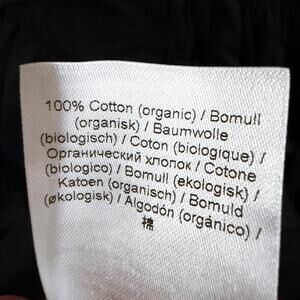 100% Cotton (organic) / Bomull
(organisk) / Baumwolle
(biologisch) / Coton (biologique) /
Органический хлопок / Cotone
(biologico) / Bomull (ekologisk) /
Katoen (organisch) / Bomuld
(økologisk) / Algodón (orgánico) /
棉